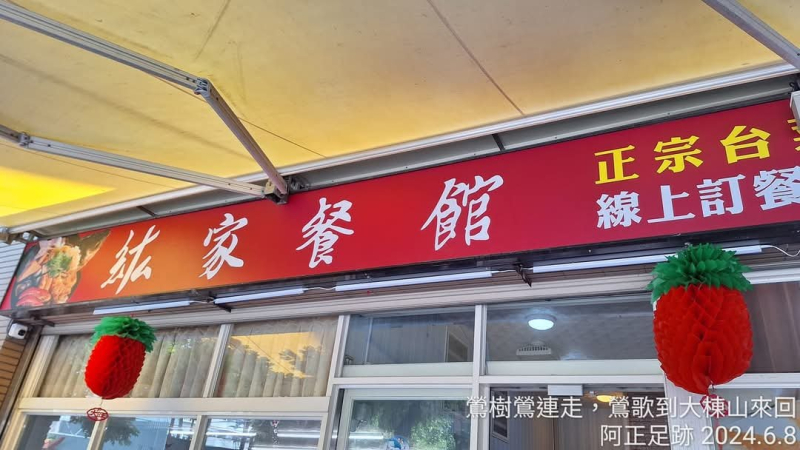 紘家餐館
正宗台菜
線上訂餐
鶯樹鶯連走，鶯歌到大棟山來回
阿正足跡 2024.6.8